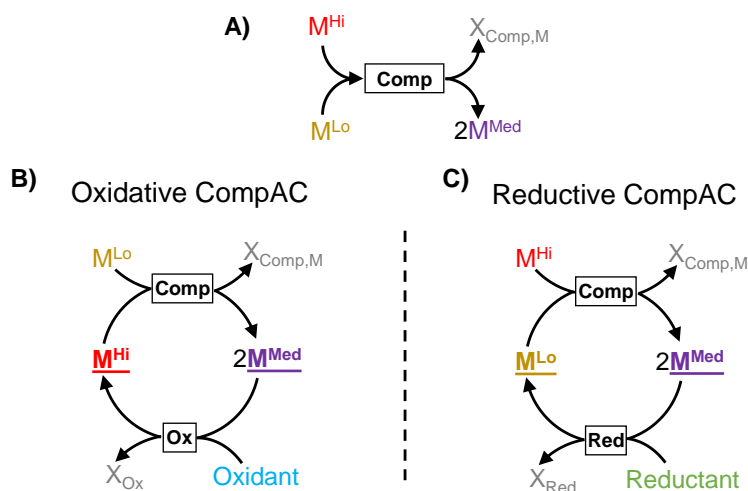 A)
M^Hi
X_Comp,M
Comp
M^Lo
2M^Med
B)
Oxidative CompAC
M^Lo
X_Comp,M
Comp
M^Hi
2M^Med
Ox
X_Ox
Oxidant
C)
Reductive CompAC
M^Hi
X_Comp,M
Comp
M^Lo
2M^Med
Red
X_Red
Reductant